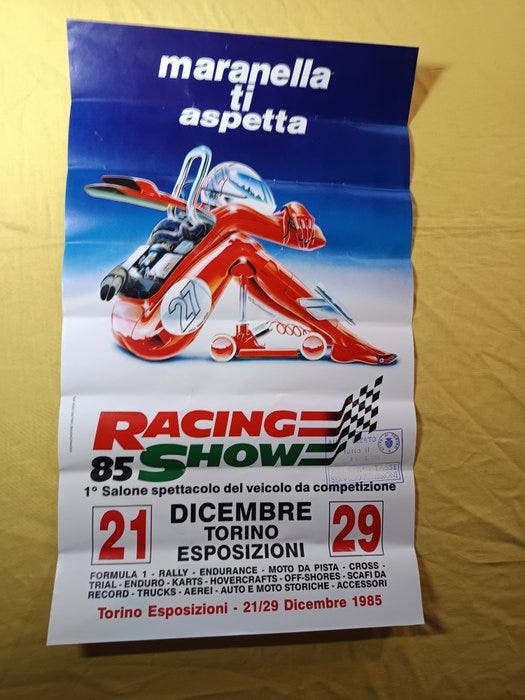 maranella
ti
aspetta
27
RACING
85 SHOW
1° Salone spettacolo del veicolo da competizione
21 DICEMBRE 29
TORINO
ESPOSIZIONI
FORMULA 1 - RALLY - ENDURANCE - MOTO DA PISTA - CROSS -
TRIAL - ENDURO - KARTS - HOVERCRAFTS - OFF-SHORES - SCAFI DA
RECORD - TRUCKS - AEREI - AUTO E MOTO STORICHE - ACCESSORI
Torino Esposizioni - 21/29 Dicembre 1985